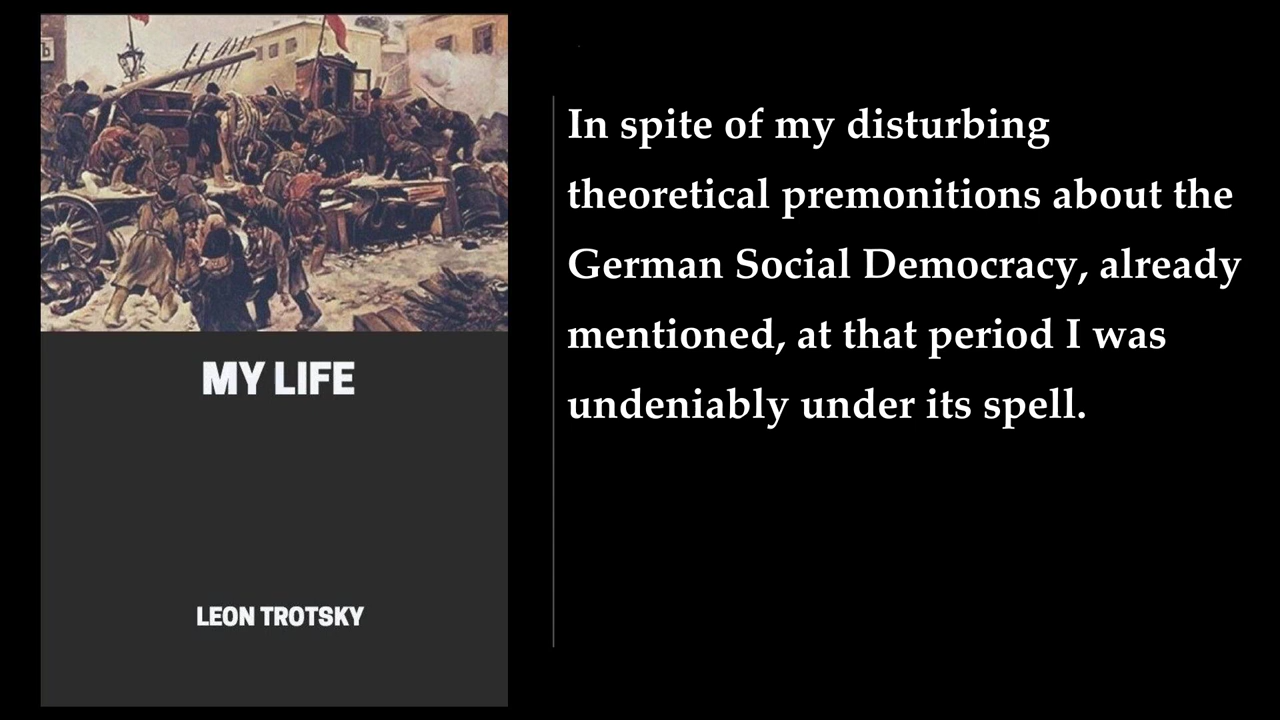 MY LIFE
LEON TROTSKY
In spite of my disturbing
theoretical premonitions about the
German Social Democracy, already
mentioned, at that period I was
undeniably under its spell.